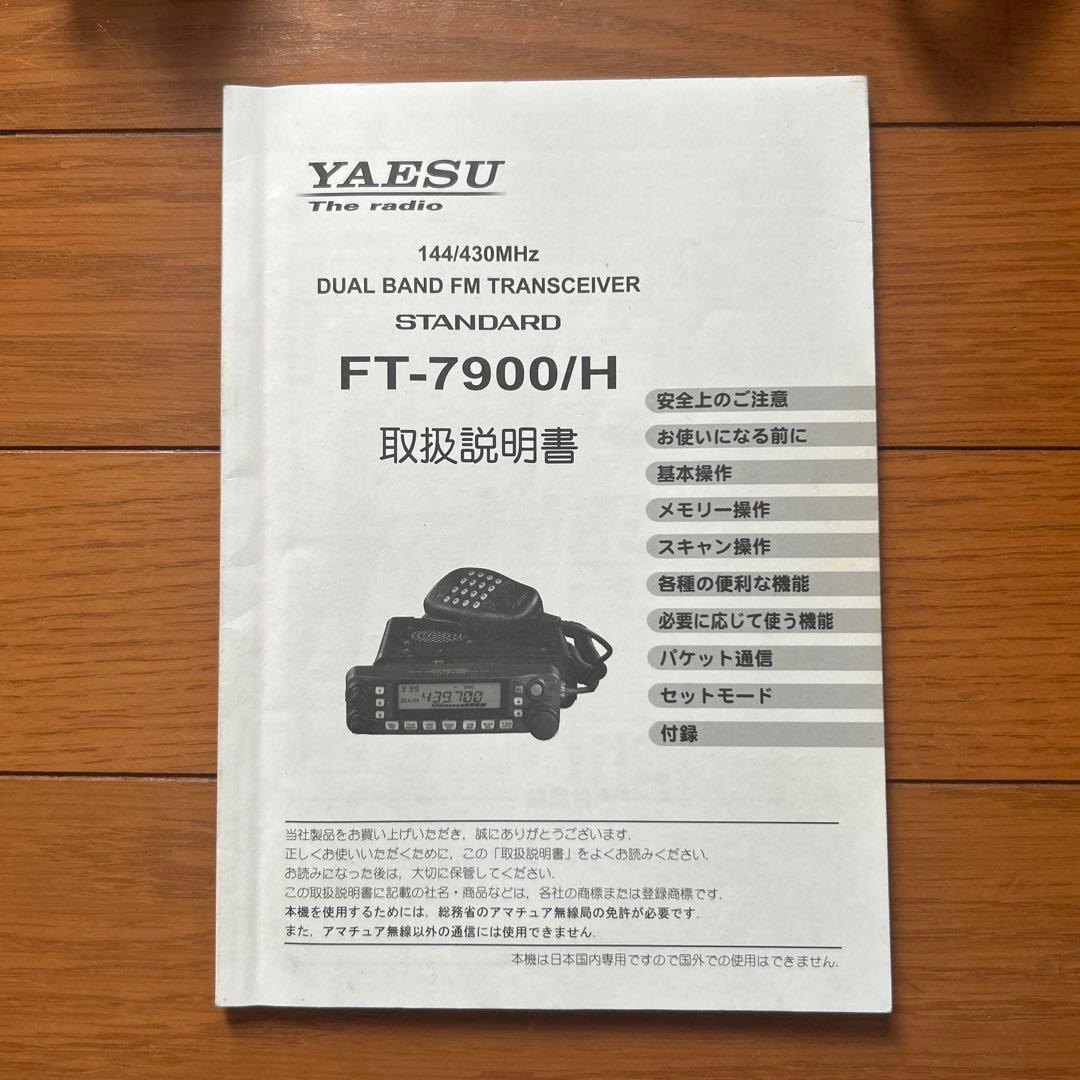 YAESU
The radio
144/430MHz
DUAL BAND FM TRANSCEIVER
STANDARD
FT-7900/H
取扱説明書
安全上のご注意
お使いになる前に
基本操作
メモリー操作
スキャン操作
各種の便利な機能
必要に応じて使う機能
パケット通信
セットモード
付録
439.700
当社製品をお買い上げいただき，誠にありがとうございます．
正しくお使いいただくために，この「取扱説明書」をよくお読みください．
お読みになった後は，大切に保管してください．
この取扱説明書に記載の社名・商品名などは，各社の商標または登録商標です．
本機を使用するためには，総務省のアマチュア無線局の免許が必要です．
また，アマチュア無線以外の通信には使用できません．
本機は日本国内専用ですので国外での使用はできません．